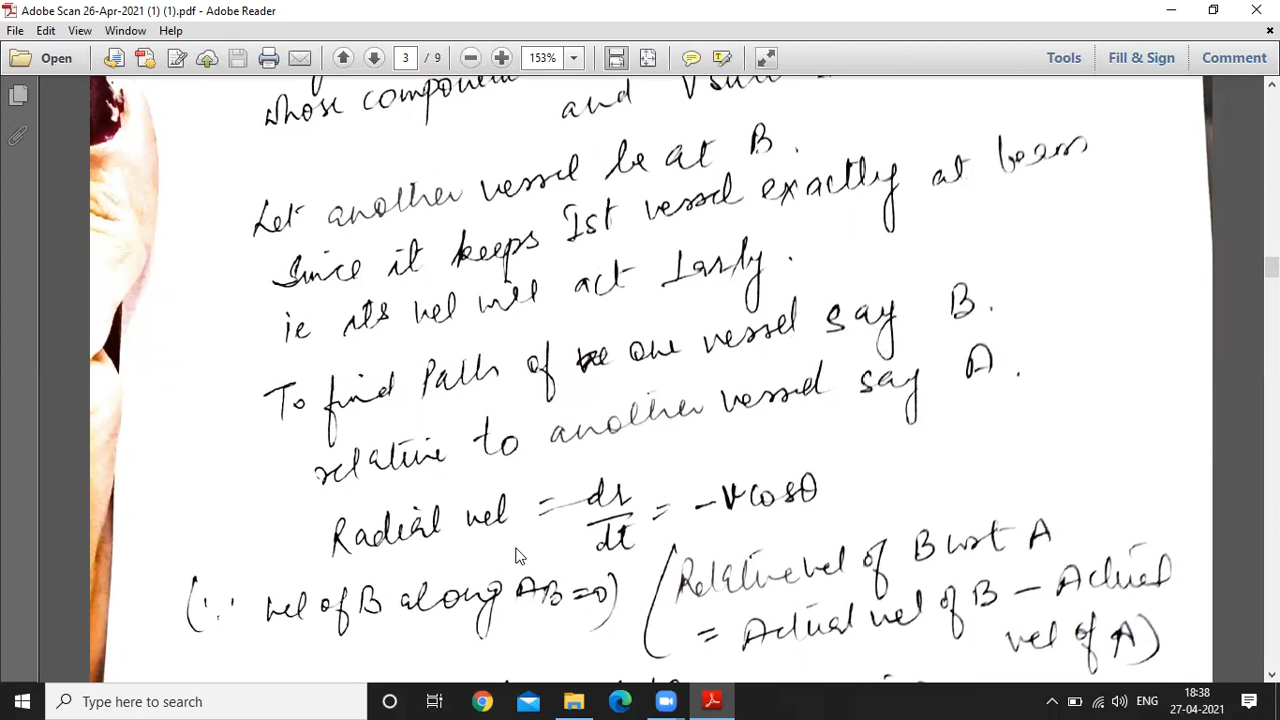 Adobe Scan 26-Apr-2021 (1) (1).pdf - Adobe Reader
File Edit View Window Help
Open 3 / 9 153% Tools Fill & Sign Comment
whose component
and V
Let another vessel be at B.
Since it keeps Ist vessel exactly at beam
ie its vel will act ⊥arly.
To find Path of one vessel say B.
relative to another vessel say A.
Radial vel = dr/dt = -V cosθ
(∵ vel of B along AB=0) (Relative vel of B wrt A
= Actual vel of B - Actual
vel of A)
Type here to search
ENG
18:38
27-04-2021